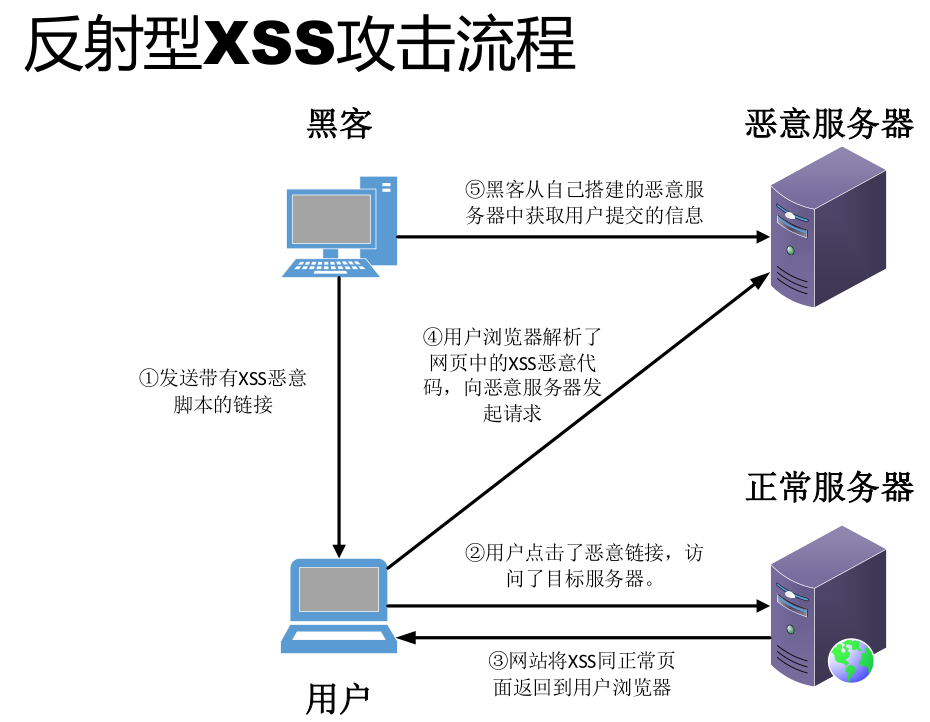 反射型XSS攻击流程
黑客
恶意服务器
⑤黑客从自己搭建的恶意服
务器中获取用户提交的信息
④用户浏览器解析了
网页中的XSS恶意代
码，向恶意服务器发
起请求
①发送带有XSS恶意
脚本的链接
正常服务器
②用户点击了恶意链接，访
问了目标服务器。
③网站将XSS同正常页
面返回到用户浏览器
用户